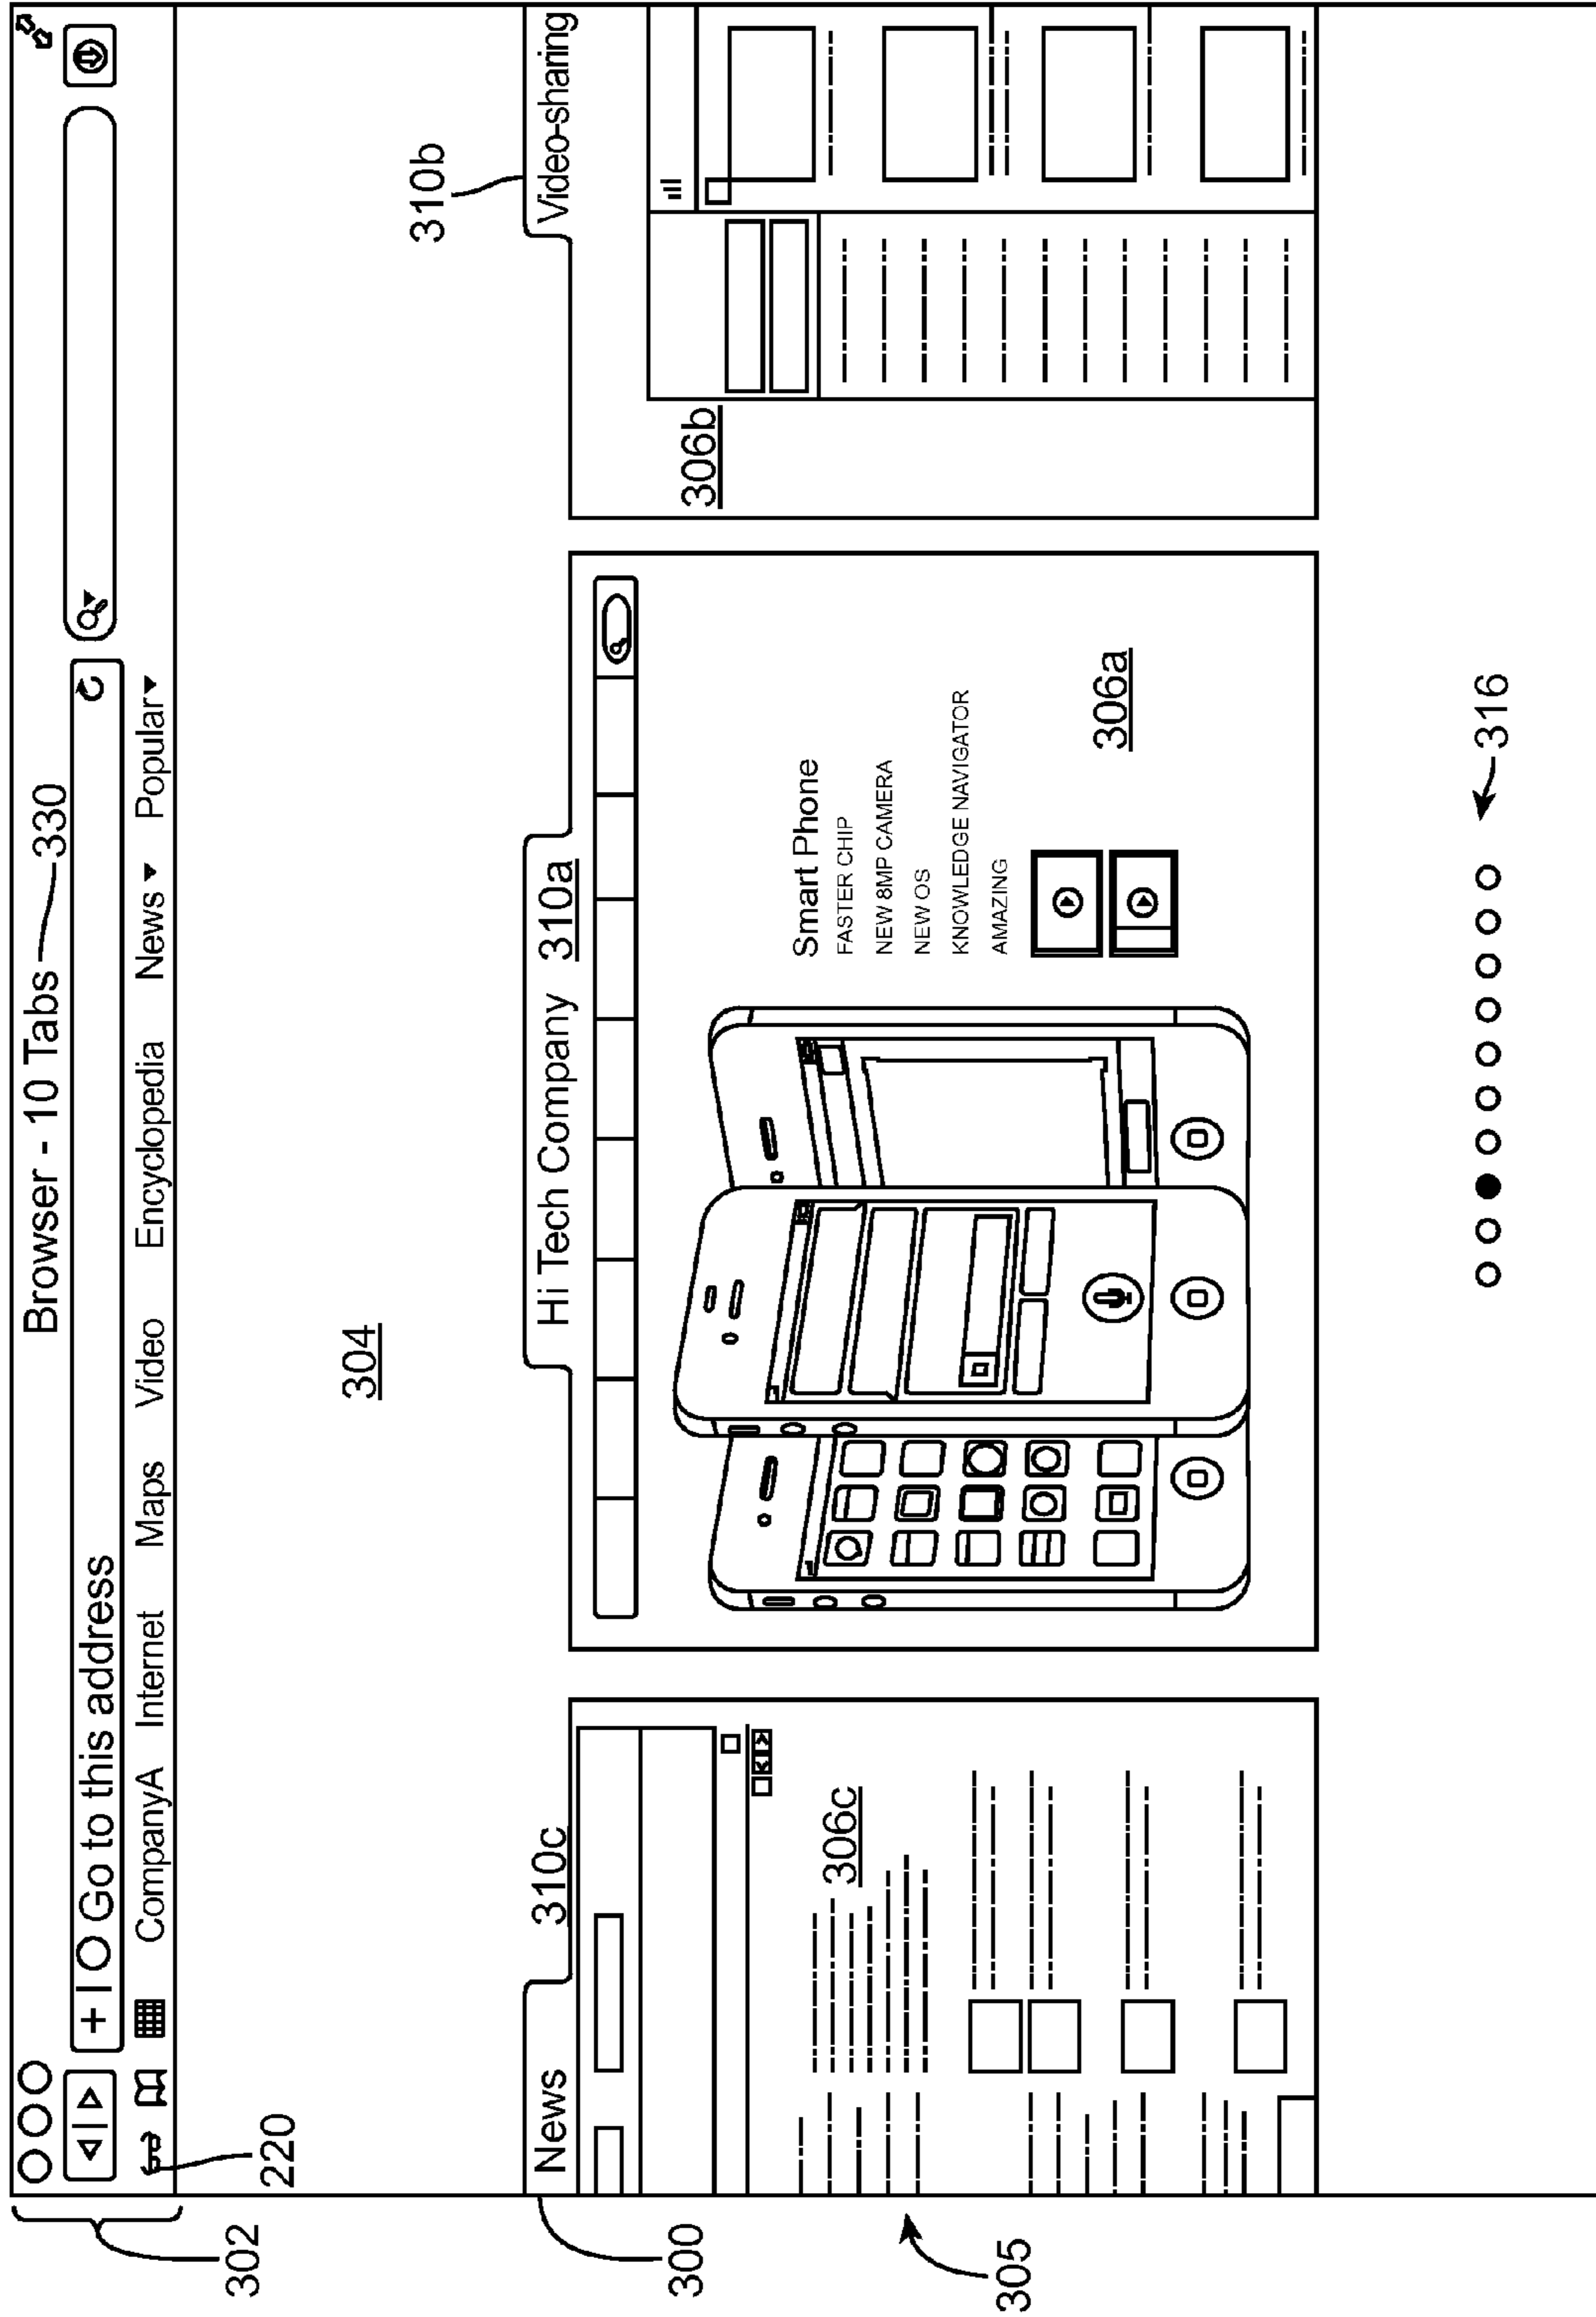 Browser - 10 Tabs 330
+ | Go to this address
CompanyA Internet Maps Video Encyclopedia News Popular
302
220
304
310b
300
News 310c
Hi Tech Company 310a
Video-sharing
306b
306c
305
Smart Phone
FASTER CHIP
NEW 8MP CAMERA
NEW OS
KNOWLEDGE NAVIGATOR
AMAZING
306a
316